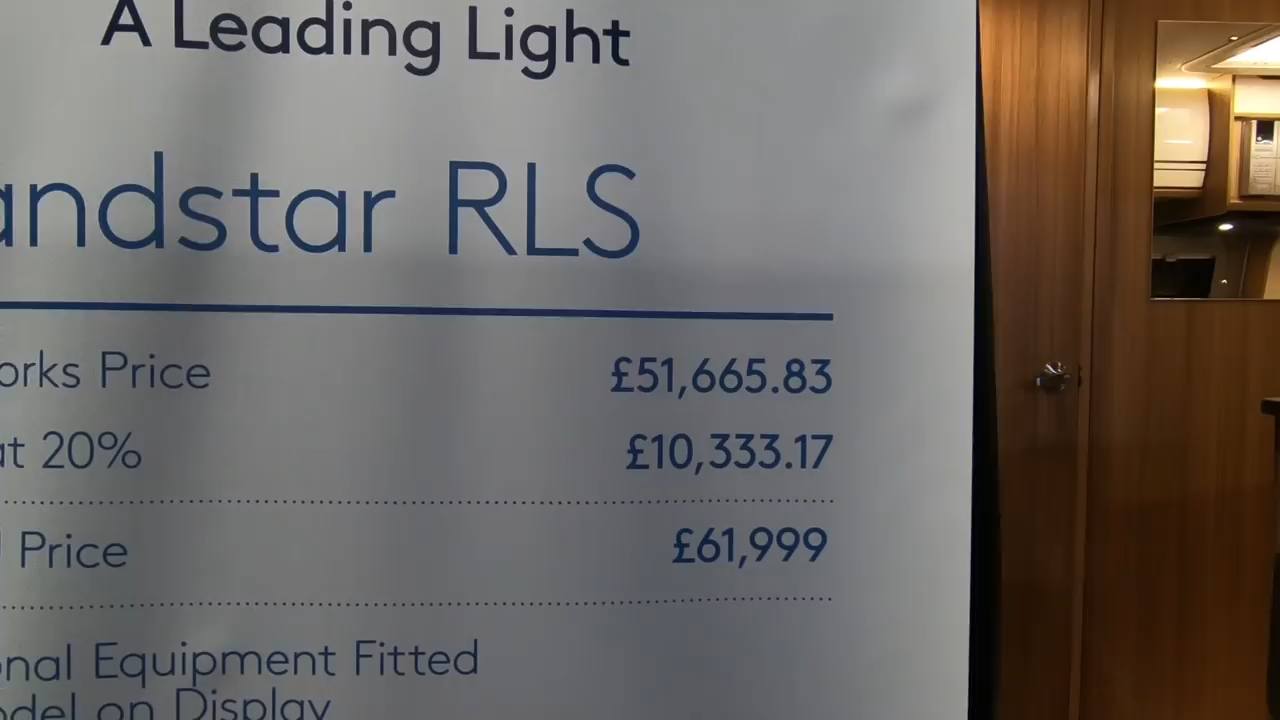 A Leading Light
andstar RLS
orks Price £51,665.83
at 20% £10,333.17
Price £61,999
onal Equipment Fitted
odel on Display